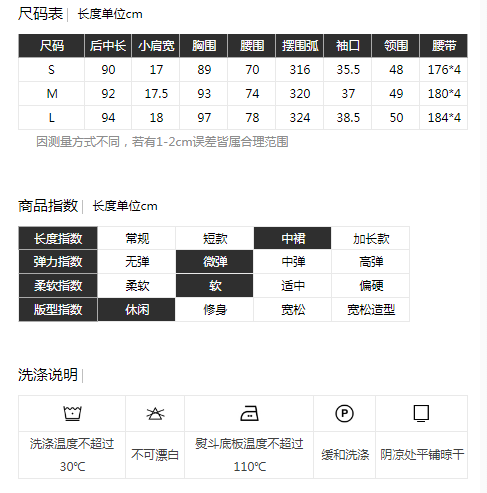 尺码表 | 长度单位cm
尺码 后中长 小肩宽 胸围 腰围 摆围弧 袖口 领围 腰带
S 90 17 89 70 316 35.5 48 176*4
M 92 17.5 93 74 320 37 49 180*4
L 94 18 97 78 324 38.5 50 184*4
因测量方式不同，若有1-2cm误差皆属合理范围
商品指数 | 长度单位cm
长度指数 常规 短款 中裙 加长款
弹力指数 无弹 微弹 中弹 高弹
柔软指数 柔软 软 适中 偏硬
版型指数 休闲 修身 宽松 宽松造型
洗涤说明 |
P
洗涤温度不超过30℃ 不可漂白 熨斗底板温度不超过110℃ 缓和洗涤 阴凉处平铺晾干